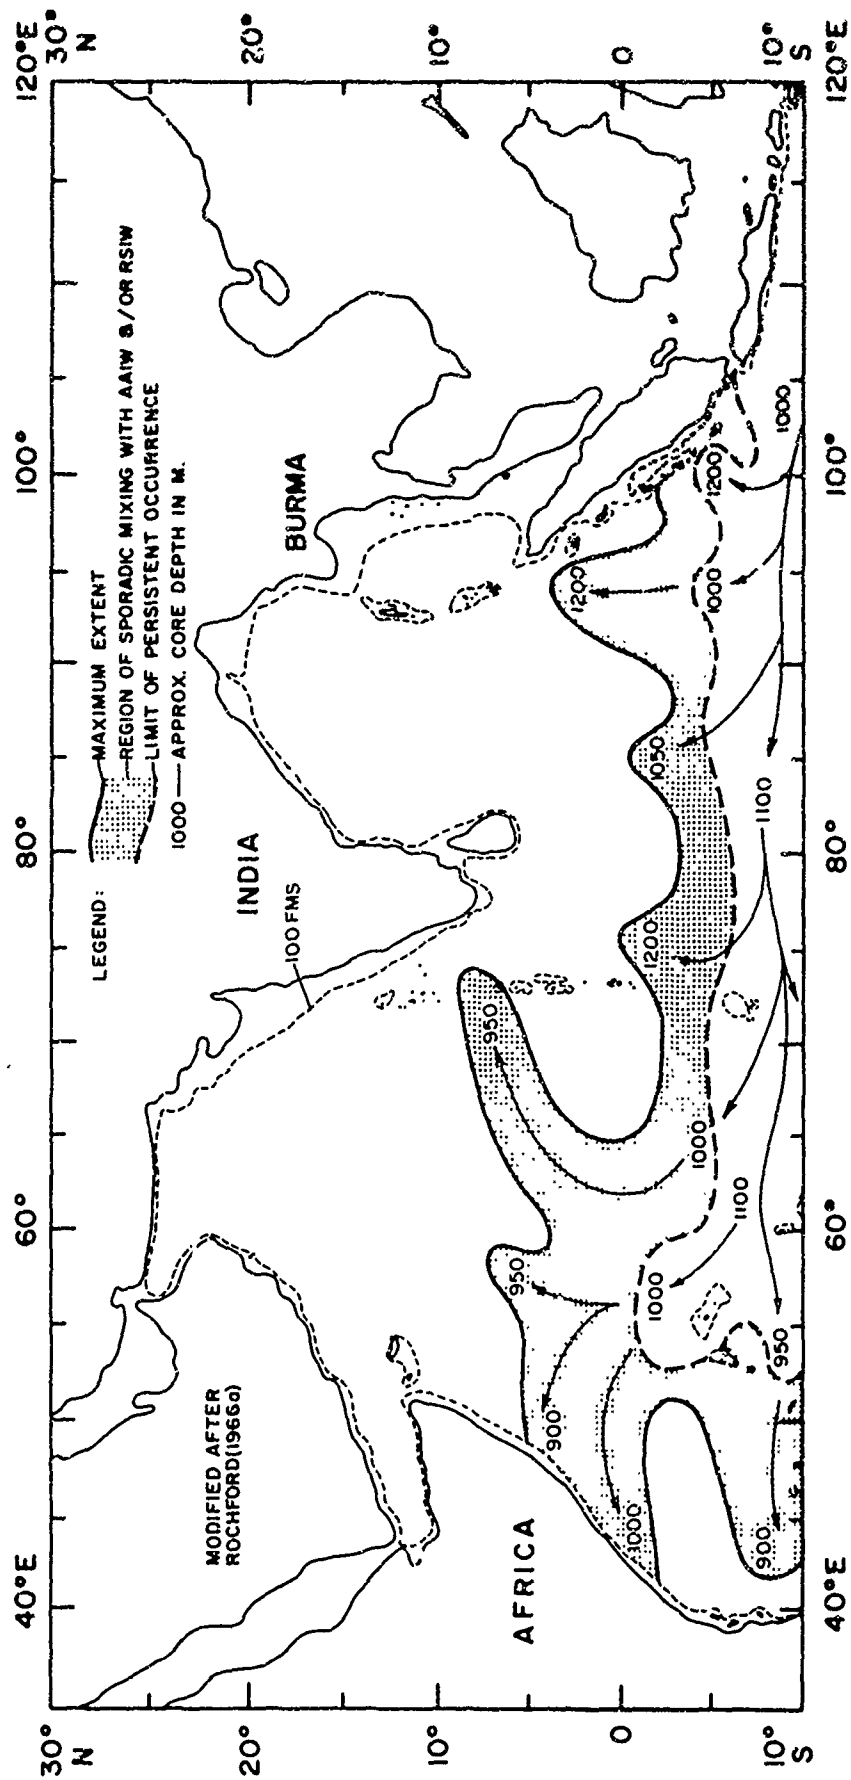 40°E
60°
80°
100°
120°E
30°
N
20°
10°
0
10°
S
30°
N
20°
10°
0
10°
S
LEGEND:
MAXIMUM EXTENT
REGION OF SPORADIC MIXING WITH AAIW &/OR RSIW
LIMIT OF PERSISTENT OCCURRENCE
1000—APPROX. CORE DEPTH IN M.
MODIFIED AFTER
ROCHFORD(1966a)
INDIA
BURMA
100 FMS
AFRICA
950
950
900
1000
1000
1000
1100
900
950
1200
1050
1100
1200
1000
1200
1000
40°E
60°
80°
100°
120°E